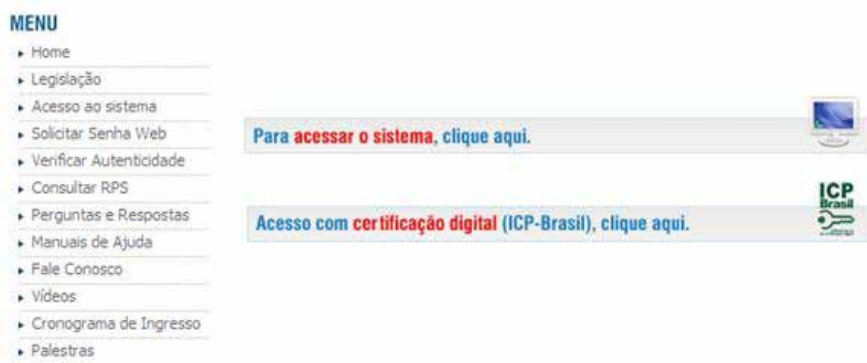 MENU
Home
Legislação
Acesso ao sistema
Solicitar Senha Web
Verificar Autenticidade
Consultar RPS
Perguntas e Respostas
Manuais de Ajuda
Fale Conosco
Vídeos
Cronograma de Ingresso
Palestras
Para acessar o sistema, clique aqui.
ICP
Brasil
Acesso com certificação digital (ICP-Brasil), clique aqui.